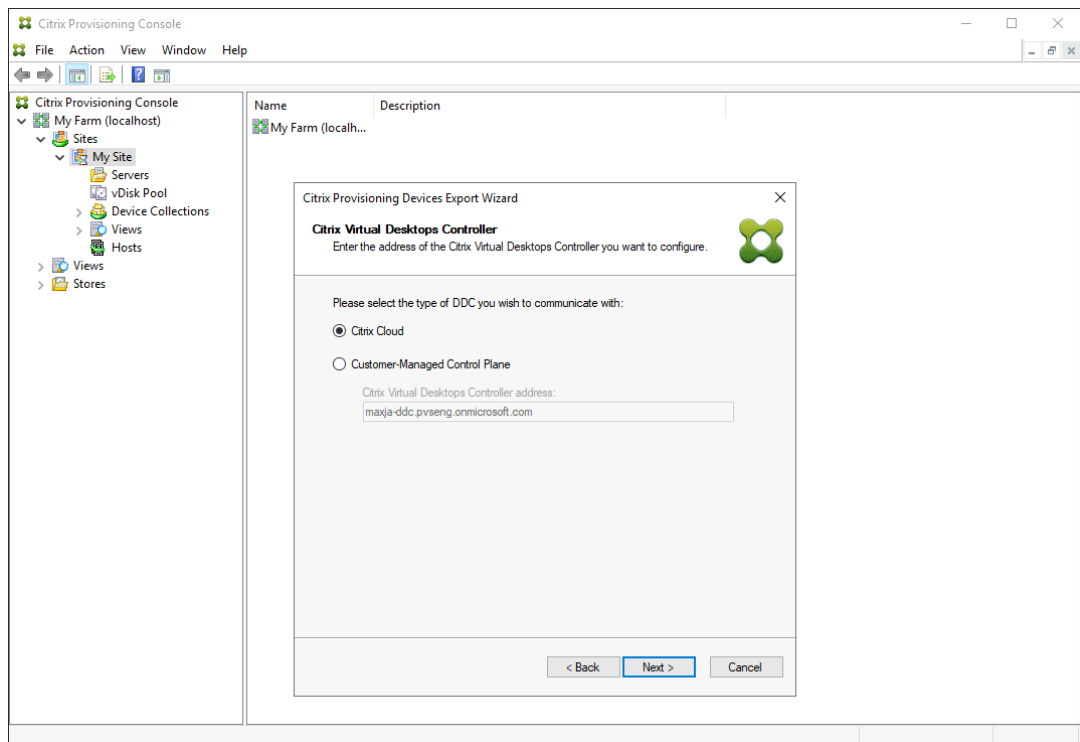 Citrix Provisioning Console
File Action View Window Help
Citrix Provisioning Console
My Farm (localhost)
Sites
My Site
Servers
vDisk Pool
Device Collections
Views
Hosts
Views
Stores
Name Description
My Farm (localh...
Citrix Provisioning Devices Export Wizard
Citrix Virtual Desktops Controller
Enter the address of the Citrix Virtual Desktops Controller you want to configure.
Please select the type of DDC you wish to communicate with:
Citrix Cloud
Customer-Managed Control Plane
Citrix Virtual Desktops Controller address:
maxja-ddc.pvseng.onmicrosoft.com
< Back Next > Cancel